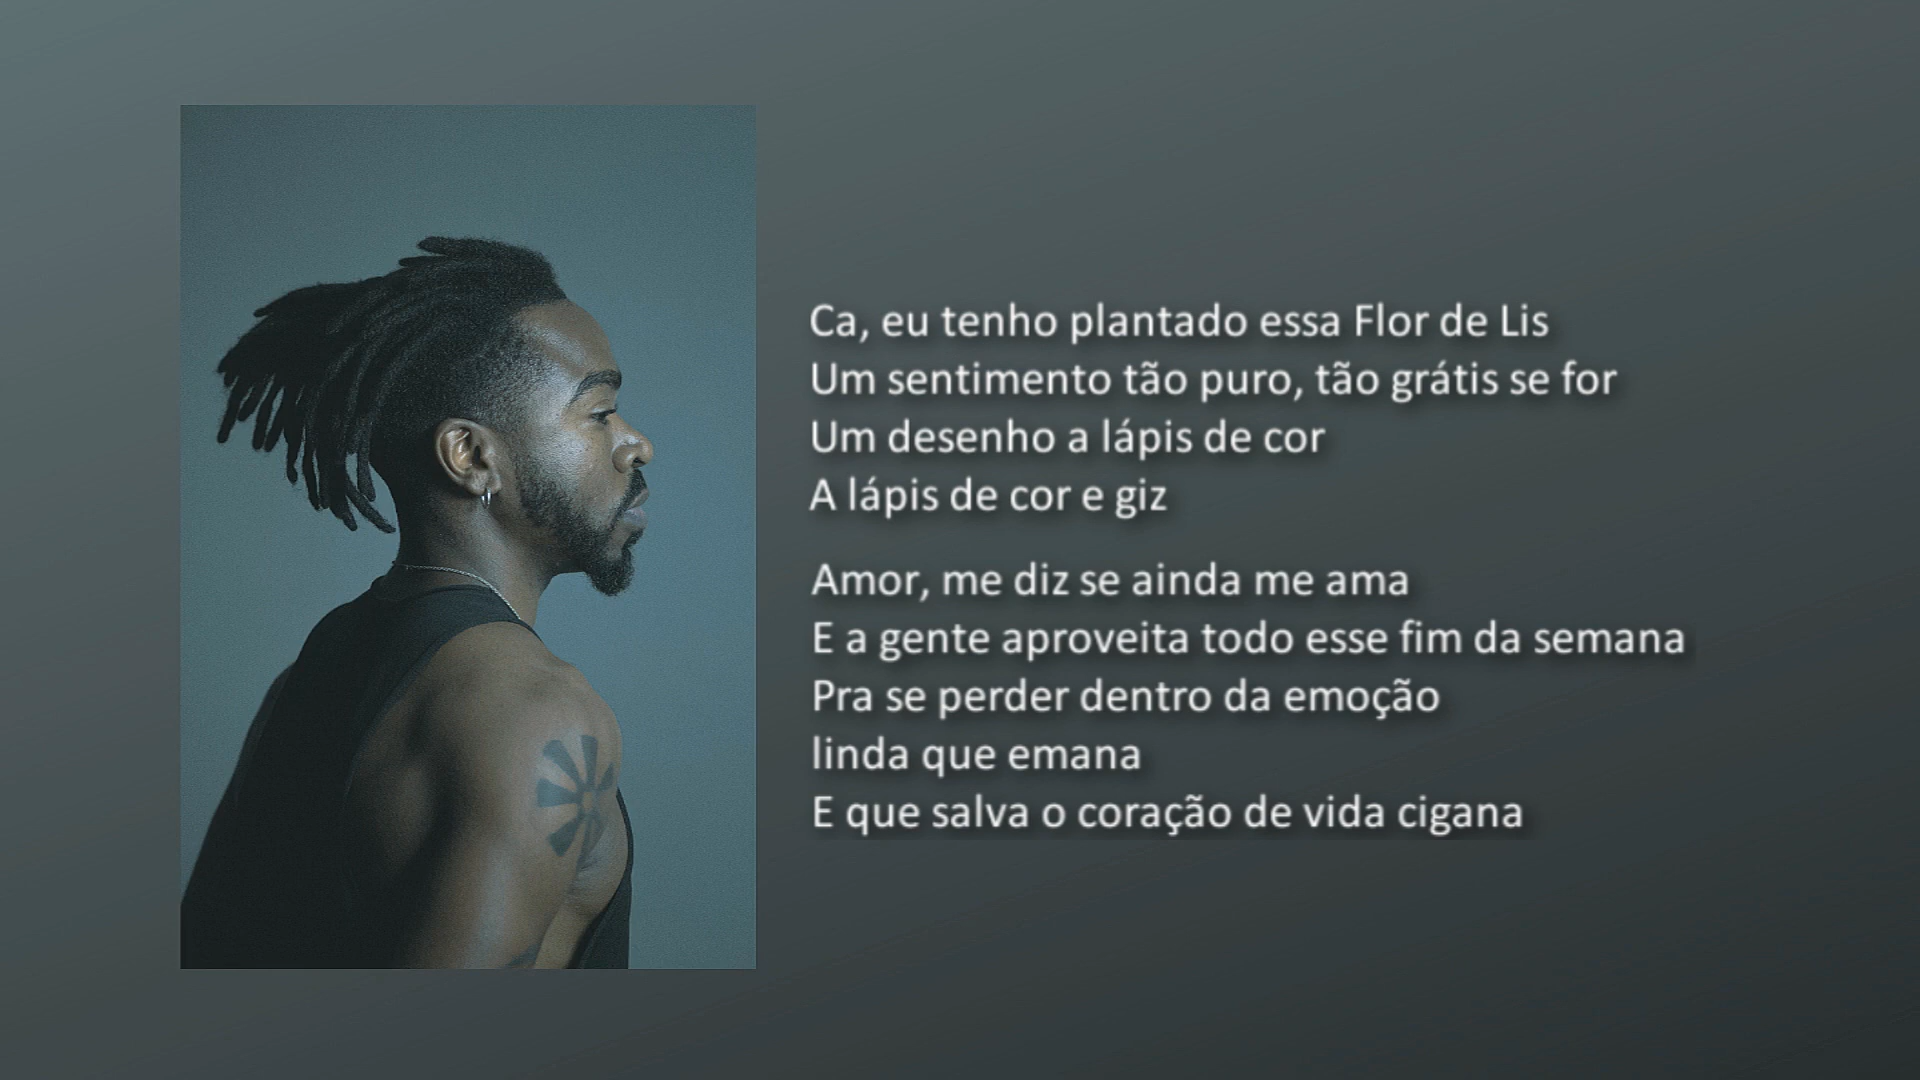 Ca, eu tenho plantado essa Flor de Lis
Um sentimento tão puro, tão grátis se for
Um desenho a lápis de cor
A lápis de cor e giz
Amor, me diz se ainda me ama
E a gente aproveita todo esse fim da semana
Pra se perder dentro da emoção
linda que emana
E que salva o coração de vida cigana